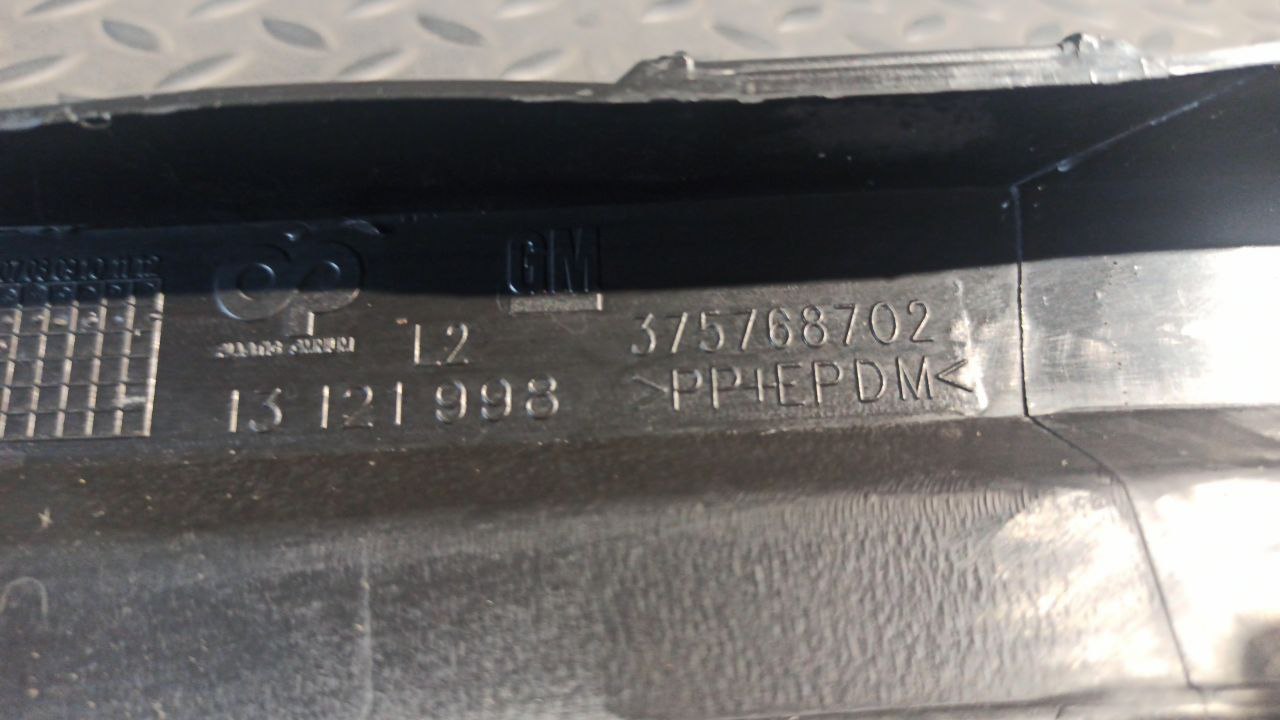 GM
L2
375768702
13 121 998
>PP+EPDM<